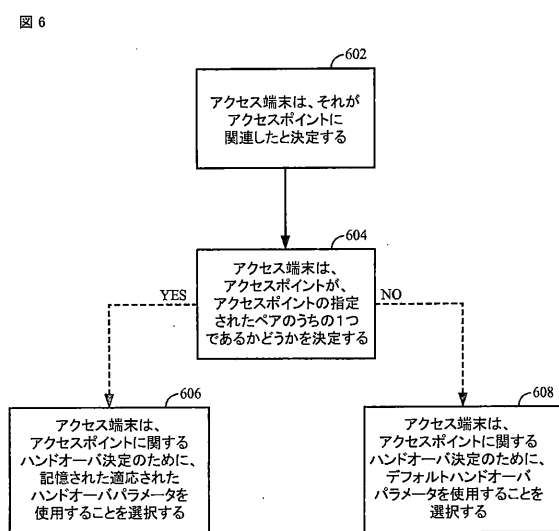 図 6
602
アクセス端末は、それが
アクセスポイントに
関連したと決定する
604
アクセス端末は、
アクセスポイントが、
アクセスポイントの指定
されたペアのうちの1つ
であるかどうかを決定する
YES
NO
606
アクセス端末は、
アクセスポイントに関する
ハンドオーバ決定のために、
記憶された適応された
ハンドオーバパラメータを
使用することを選択する
608
アクセス端末は、
アクセスポイントに関する
ハンドオーバ決定のために、
デフォルトハンドオーバ
パラメータを使用することを
選択する